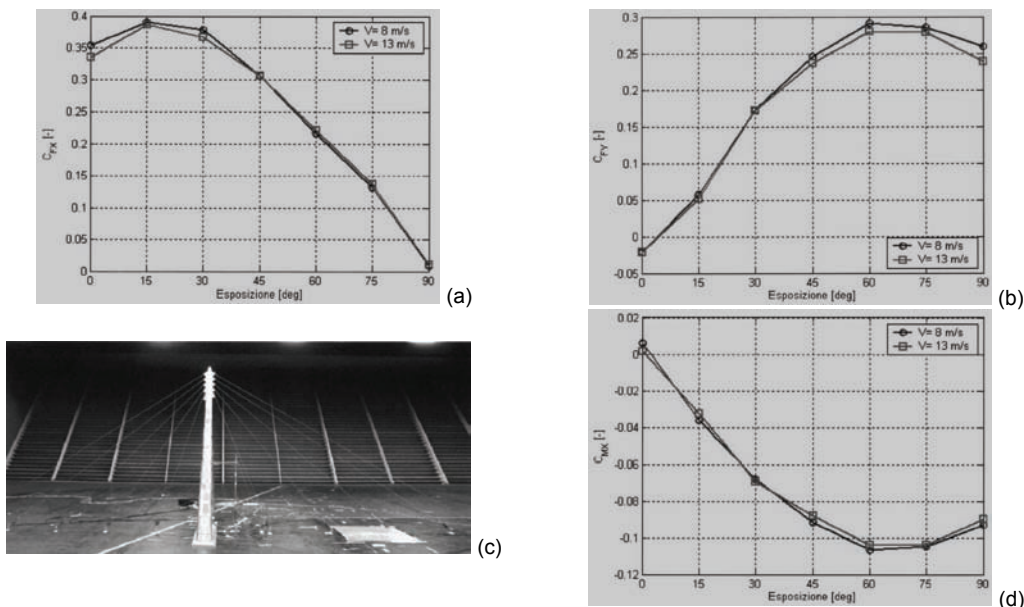 0.4
0.35
0.3
0.25
0.2
0.15
0.1
0.05
0
C_FX [-]
V= 8 m/s
V= 13 m/s
0 15 30 45 60 75 90
Esposizione [deg]
(a)
0.3
0.25
0.2
0.15
0.1
0.05
0
-0.05
C_FY [-]
V= 8 m/s
V= 13 m/s
0 15 30 45 60 75 90
Esposizione [deg]
(b)
(c)
0.02
0
-0.02
-0.04
-0.06
-0.08
-0.1
-0.12
C_MX [-]
V= 8 m/s
V= 13 m/s
0 15 30 45 60 75 90
Esposizione [deg]
(d)